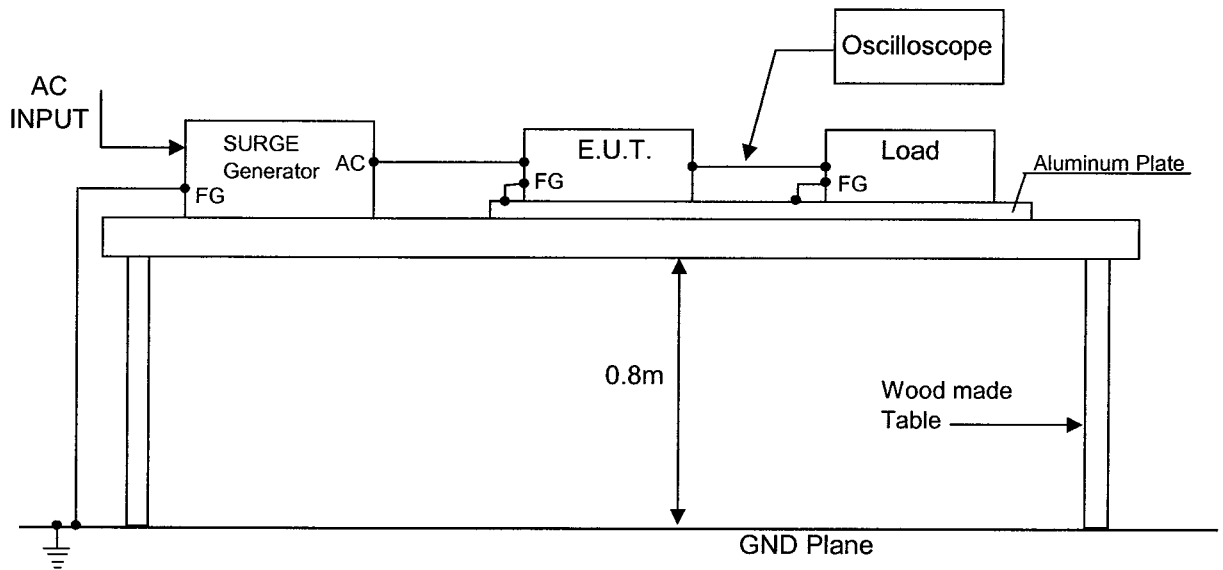 Oscilloscope
AC
INPUT
SURGE
Generator
AC
FG
E.U.T.
FG
Load
FG
Aluminum Plate
0.8m
Wood made
Table
GND Plane